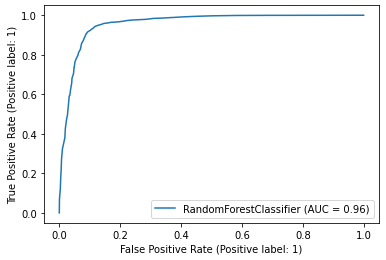 1.0
0.8
0.6
0.4
0.2
0.0
True Positive Rate (Positive label: 1)
RandomForestClassifier (AUC = 0.96)
0.0 0.2 0.4 0.6 0.8 1.0
False Positive Rate (Positive label: 1)